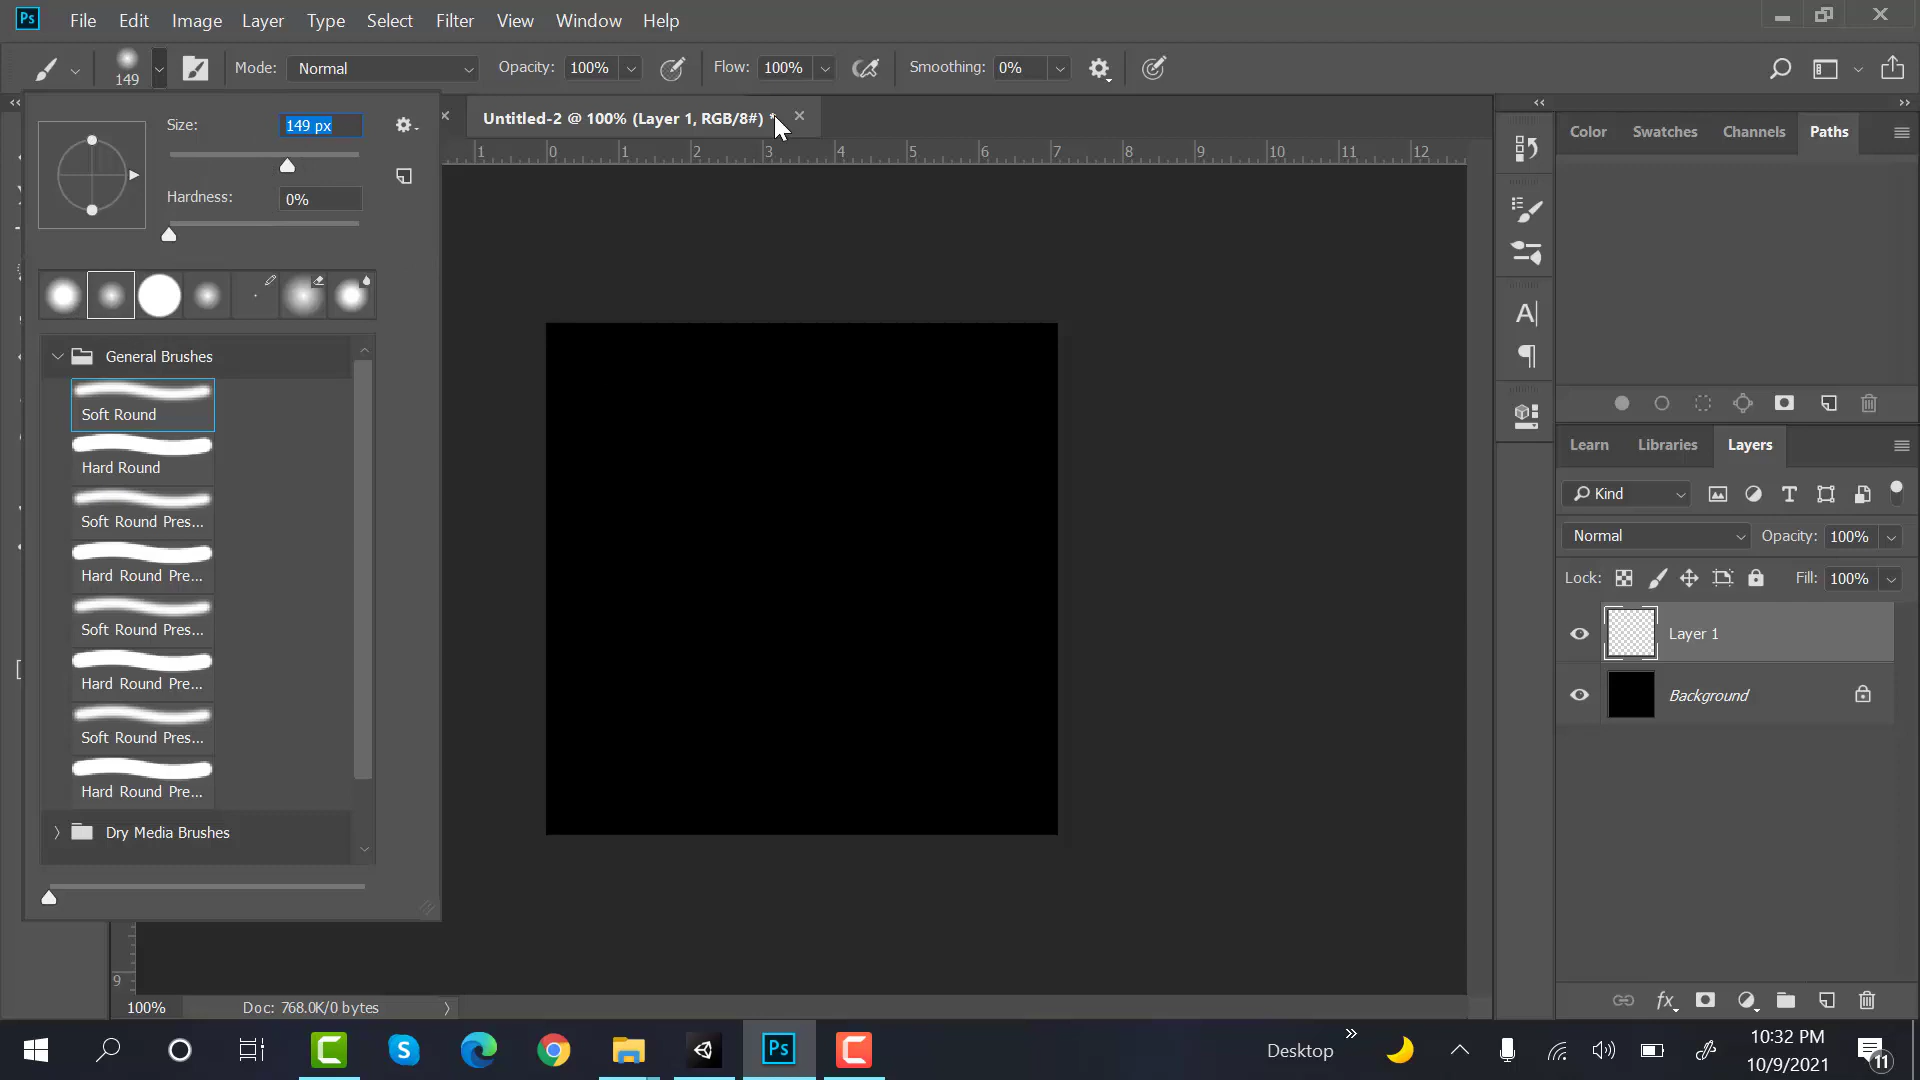 Ps File Edit Image Layer Type Select Filter View Window Help
149 Mode: Normal Opacity: 100% Flow: 100% Smoothing: 0%
Untitled-2 @ 100% (Layer 1, RGB/8#) *
Size: 149 px
Hardness: 0%
1 0 1 2 3 4 5 6 7 8 9 10 11 12
General Brushes
Soft Round
Hard Round
Soft Round Pres...
Hard Round Pre...
Soft Round Pres...
Hard Round Pre...
Soft Round Pres...
Hard Round Pre...
Dry Media Brushes
9
100% Doc: 768.0K/0 bytes
Color Swatches Channels Paths
Learn Libraries Layers
Kind
Normal Opacity: 100%
Lock: Fill: 100%
Layer 1
Background
fx
Ps
Desktop
10:32 PM
10/9/2021
11